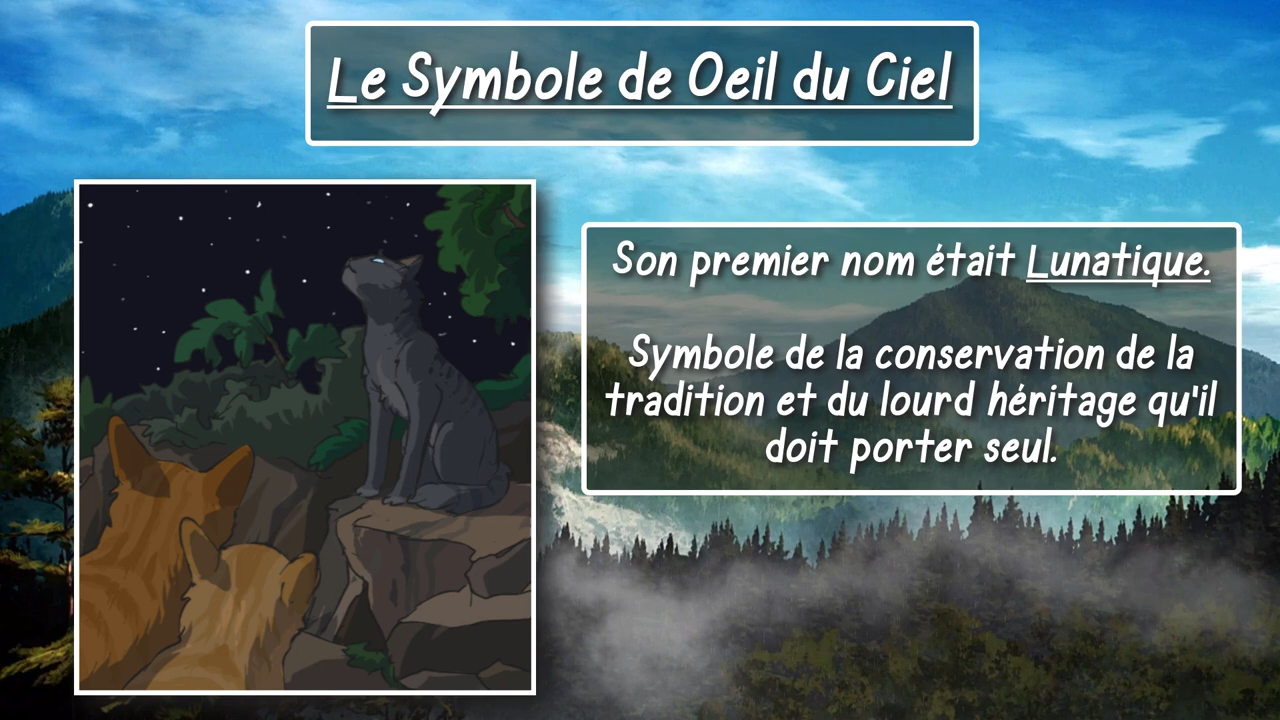 Le Symbole de Oeil du Ciel
Son premier nom était Lunatique.
Symbole de la conservation de la
tradition et du lourd héritage qu'il
doit porter seul.